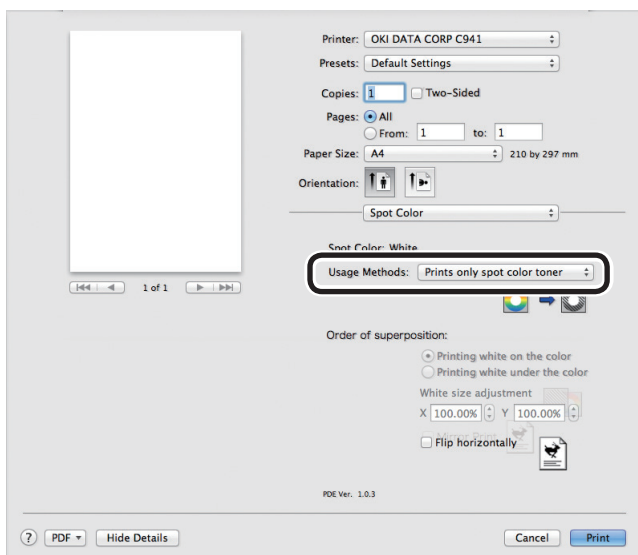 Printer: OKI DATA CORP C941
Presets: Default Settings
Copies: 1 Two-Sided
Pages: All
From: 1 to: 1
Paper Size: A4 210 by 297 mm
Orientation:
Spot Color
Spot Color: White
Usage Methods: Prints only spot color toner
1 of 1
Order of superposition:
Printing white on the color
Printing white under the color
White size adjustment
X 100.00% Y 100.00%
Mirror Print
Flip horizontally
PDE Ver. 1.0.3
? PDF Hide Details Cancel Print